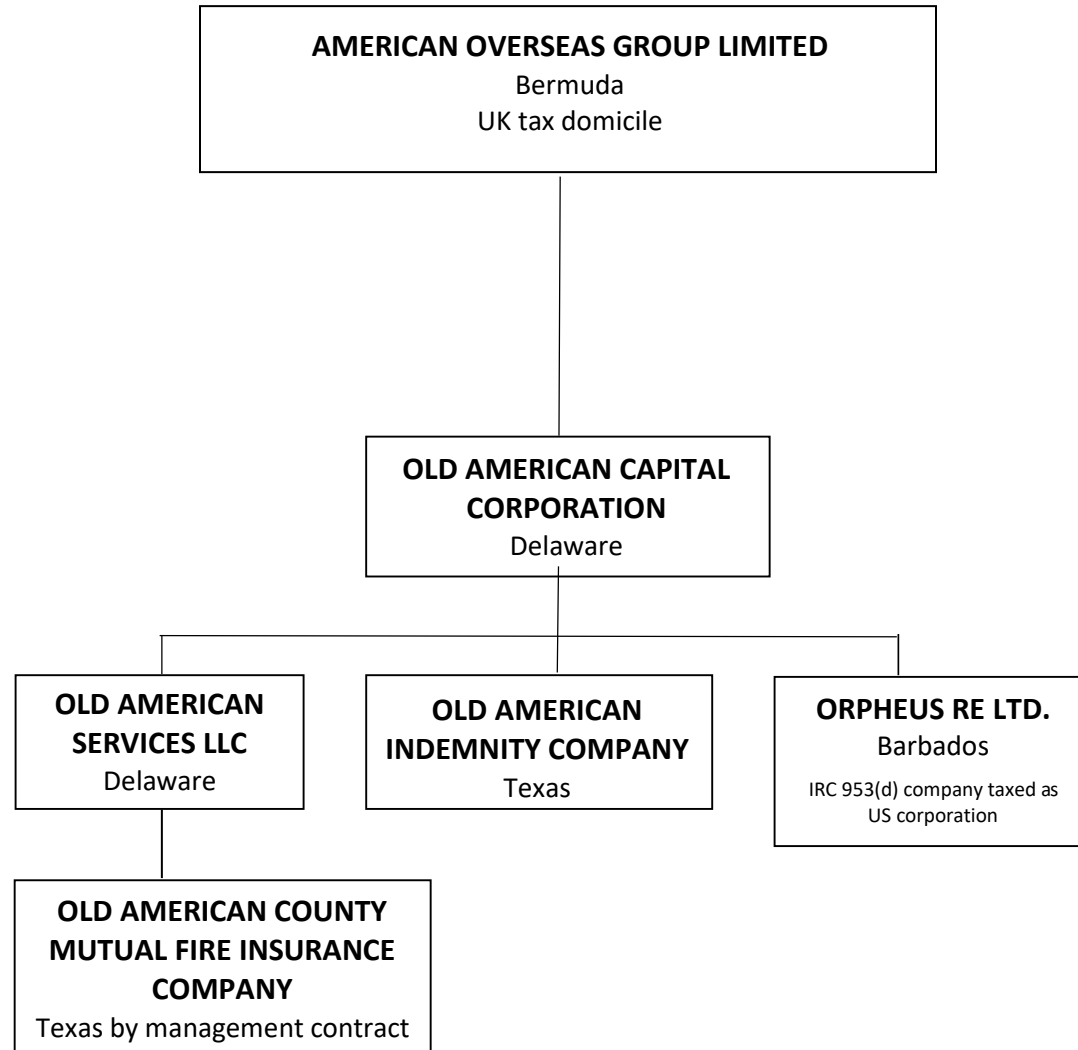 AMERICAN OVERSEAS GROUP LIMITED
Bermuda
UK tax domicile
OLD AMERICAN CAPITAL
CORPORATION
Delaware
OLD AMERICAN
SERVICES LLC
Delaware
OLD AMERICAN
INDEMNITY COMPANY
Texas
ORPHEUS RE LTD.
Barbados
IRC 953(d) company taxed as
US corporation
OLD AMERICAN COUNTY
MUTUAL FIRE INSURANCE
COMPANY
Texas by management contract